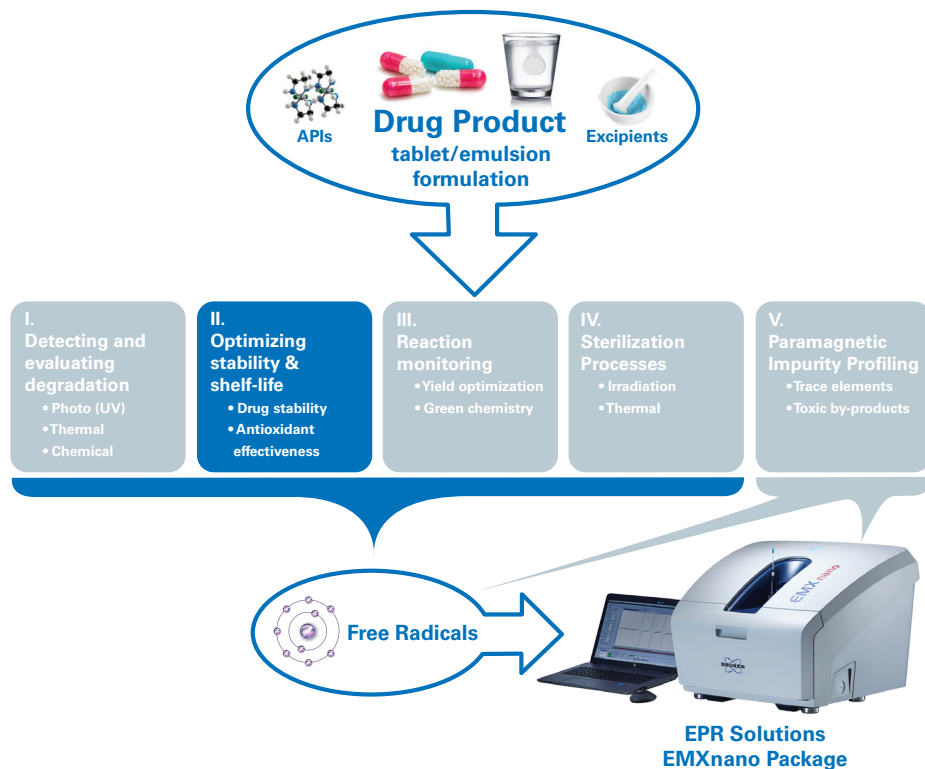 APIs
Drug Product
Excipients
tablet/emulsion
formulation
I.
Detecting and
evaluating
degradation
• Photo (UV)
• Thermal
• Chemical
II.
Optimizing
stability &
shelf-life
• Drug stability
• Antioxidant
effectiveness
III.
Reaction
monitoring
• Yield optimization
• Green chemistry
IV.
Sterilization
Processes
• Irradiation
• Thermal
V.
Paramagnetic
Impurity Profiling
• Trace elements
• Toxic by-products
Free Radicals
EMXnano
BRUKER
EPR Solutions
EMXnano Package